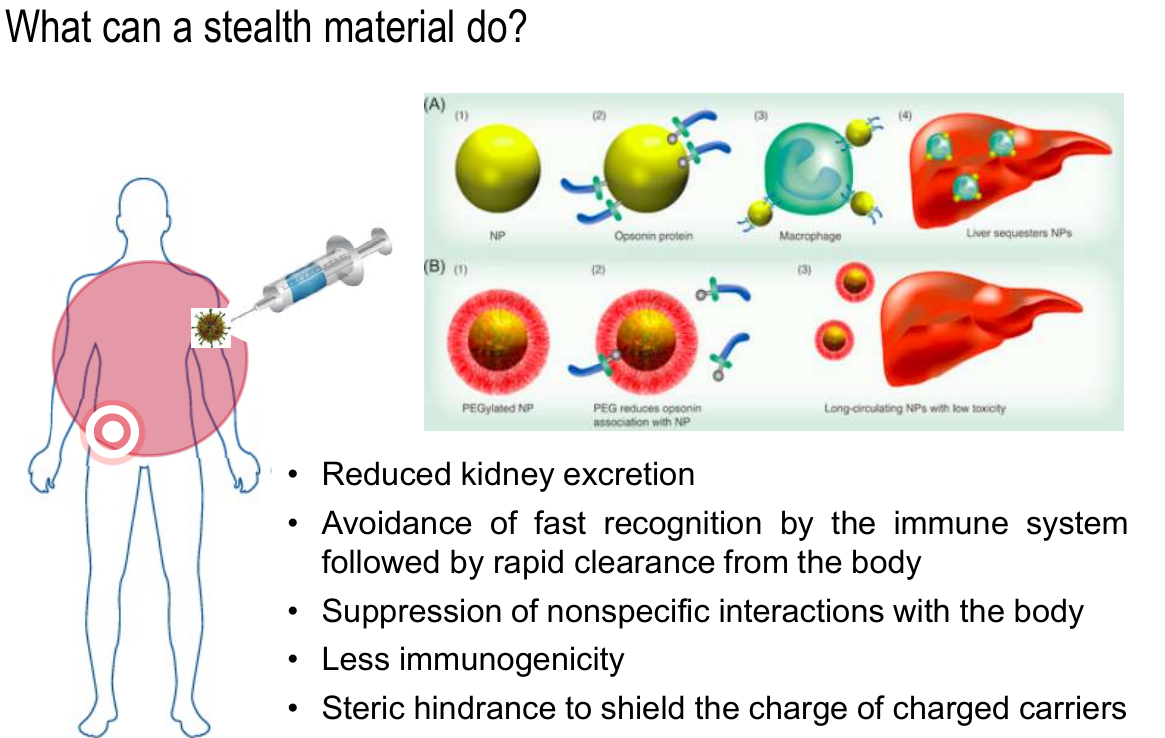 What can a stealth material do?
(A)
(1)
(2)
(3)
(4)
NP
Opsonin protein
Macrophage
Liver sequesters NPs
(B)
(1)
(2)
(3)
PEGylated NP
PEG reduces opsonin
association with NP
Long-circulating NPs with low toxicity
• Reduced kidney excretion
• Avoidance of fast recognition by the immune system
followed by rapid clearance from the body
• Suppression of nonspecific interactions with the body
• Less immunogenicity
• Steric hindrance to shield the charge of charged carriers